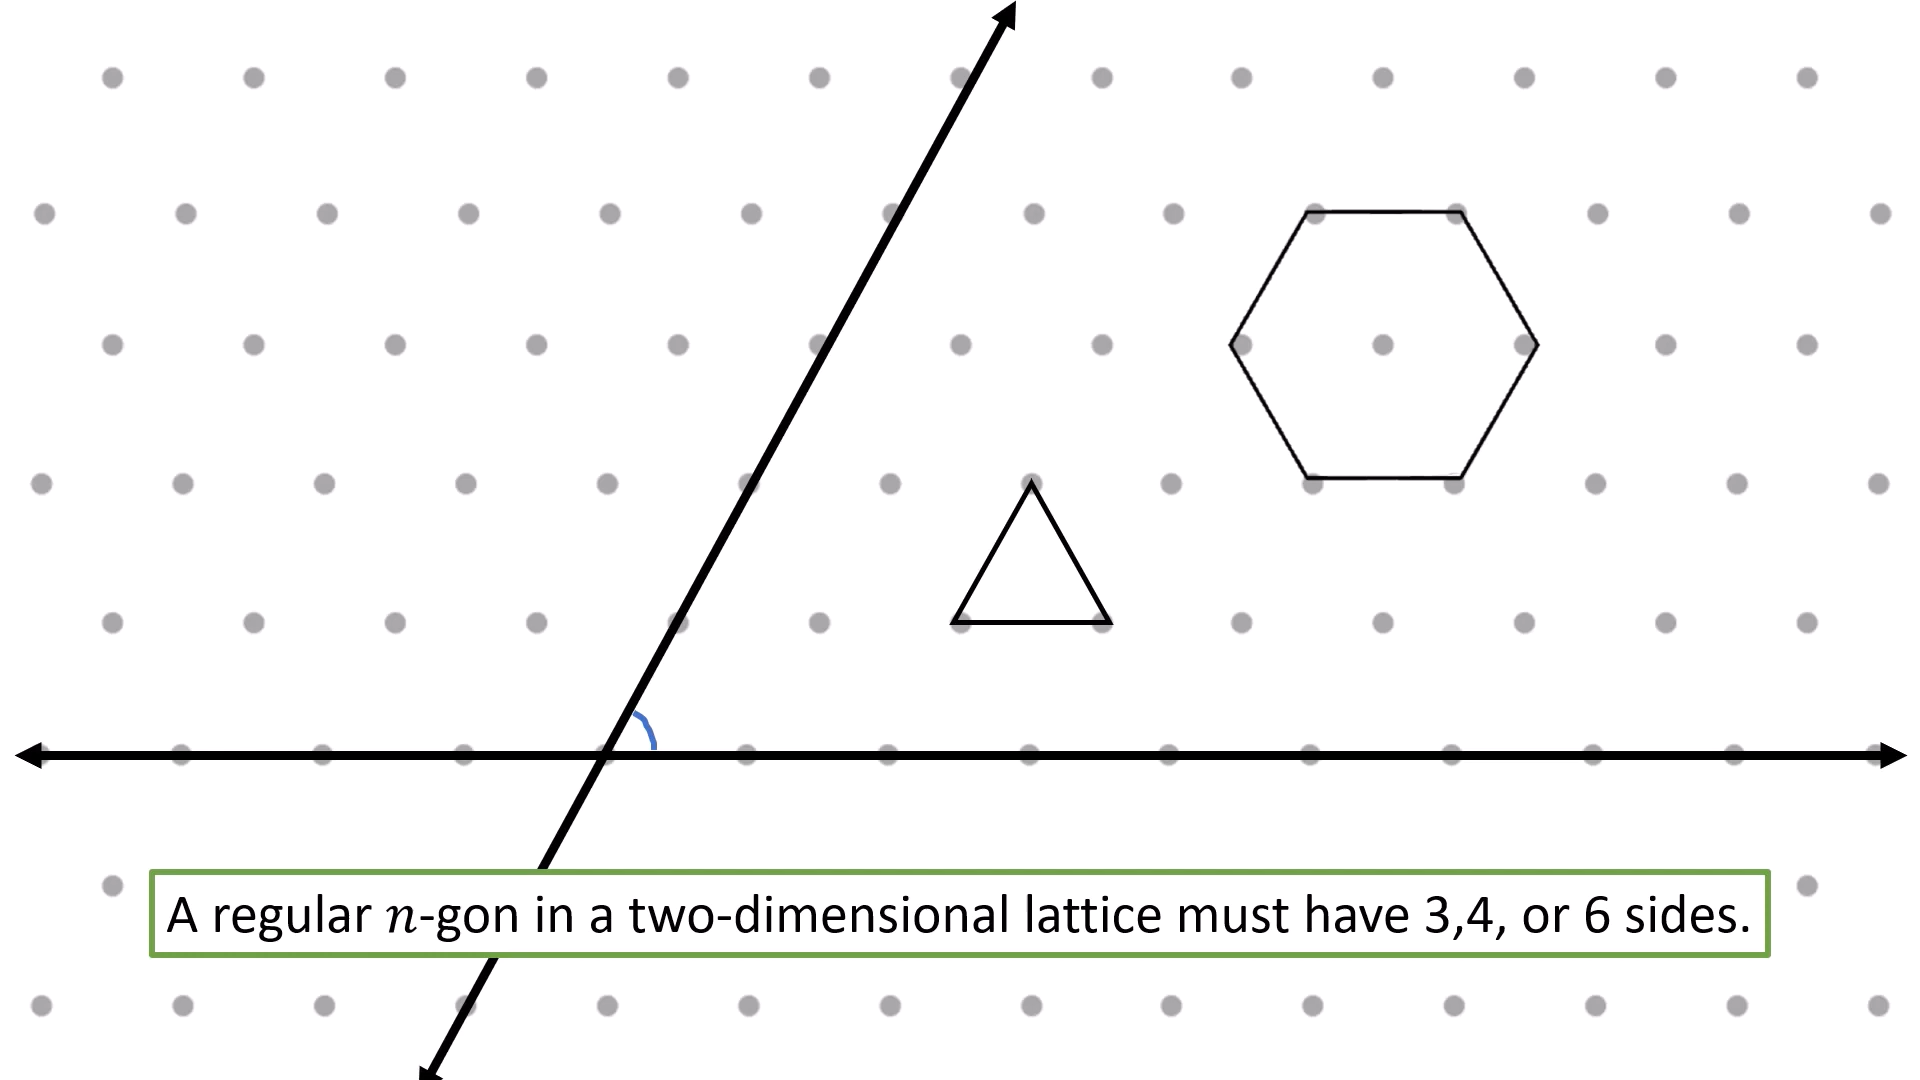 A regular n-gon in a two-dimensional lattice must have 3,4, or 6 sides.